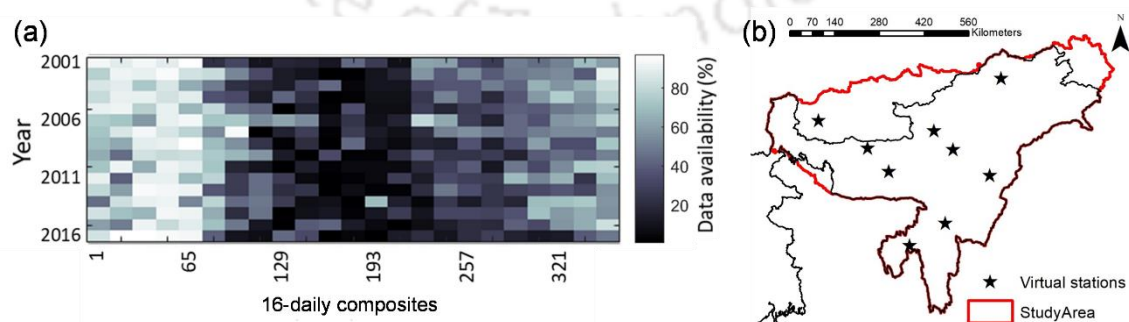 (a)
2001
2006
2011
2016
Year
1
65
129
193
257
321
16-daily composites
80
60
40
20
Data availability (%)
(b)
0 70 140 280 420 560
Kilometers
N
Virtual stations
StudyArea